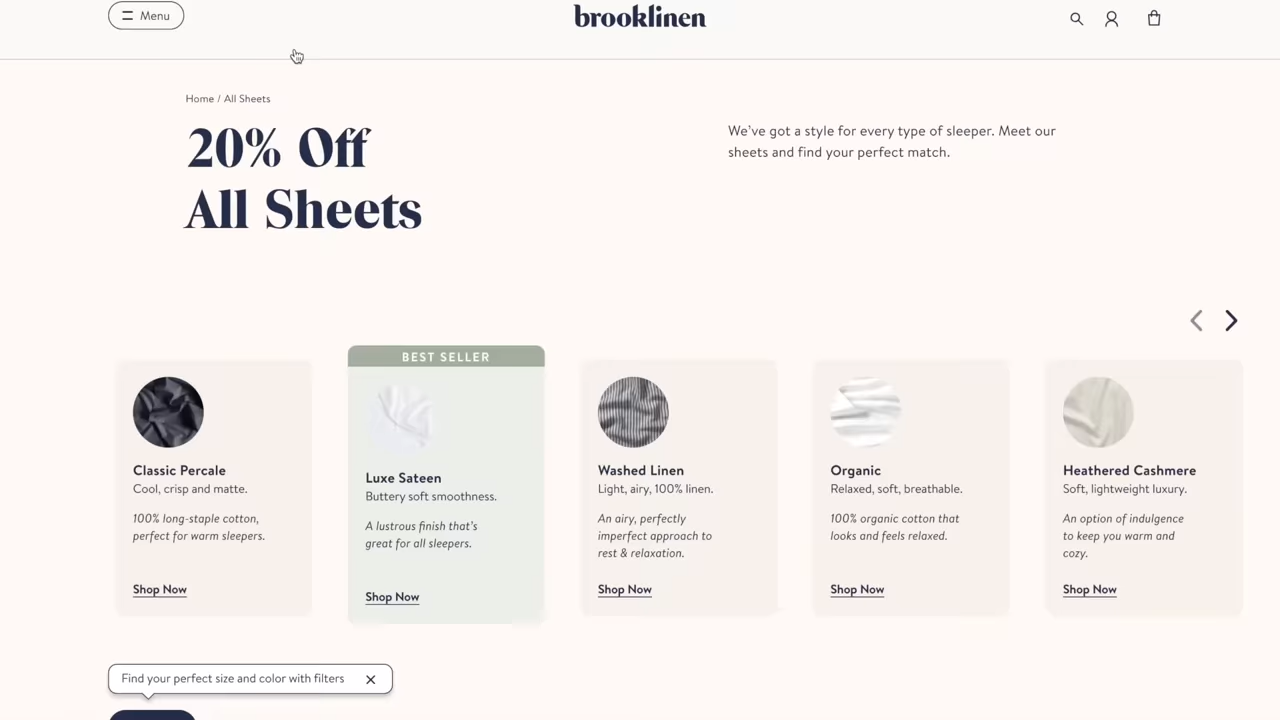 Menu
brooklinen
Home / All Sheets
20% Off
All Sheets
We've got a style for every type of sleeper. Meet our
sheets and find your perfect match.
Classic Percale
Cool, crisp and matte.
100% long-staple cotton,
perfect for warm sleepers.
Shop Now
BEST SELLER
Luxe Sateen
Buttery soft smoothness.
A lustrous finish that's
great for all sleepers.
Shop Now
Washed Linen
Light, airy, 100% linen.
An airy, perfectly
imperfect approach to
rest & relaxation.
Shop Now
Organic
Relaxed, soft, breathable.
100% organic cotton that
looks and feels relaxed.
Shop Now
Heathered Cashmere
Soft, lightweight luxury.
An option of indulgence
to keep you warm and
cozy.
Shop Now
Find your perfect size and color with filters